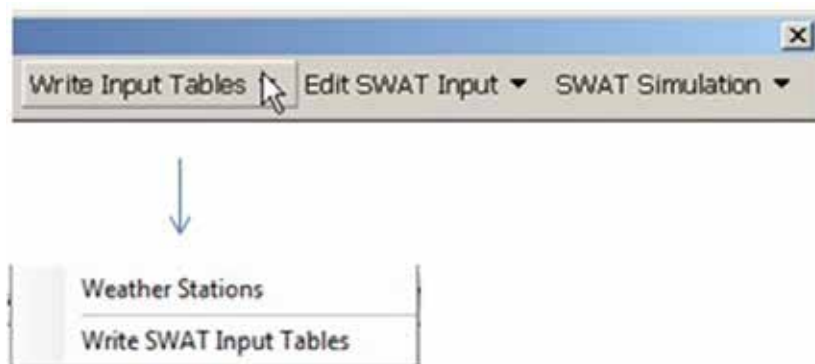 Write Input Tables Edit SWAT Input SWAT Simulation
Weather Stations
Write SWAT Input Tables